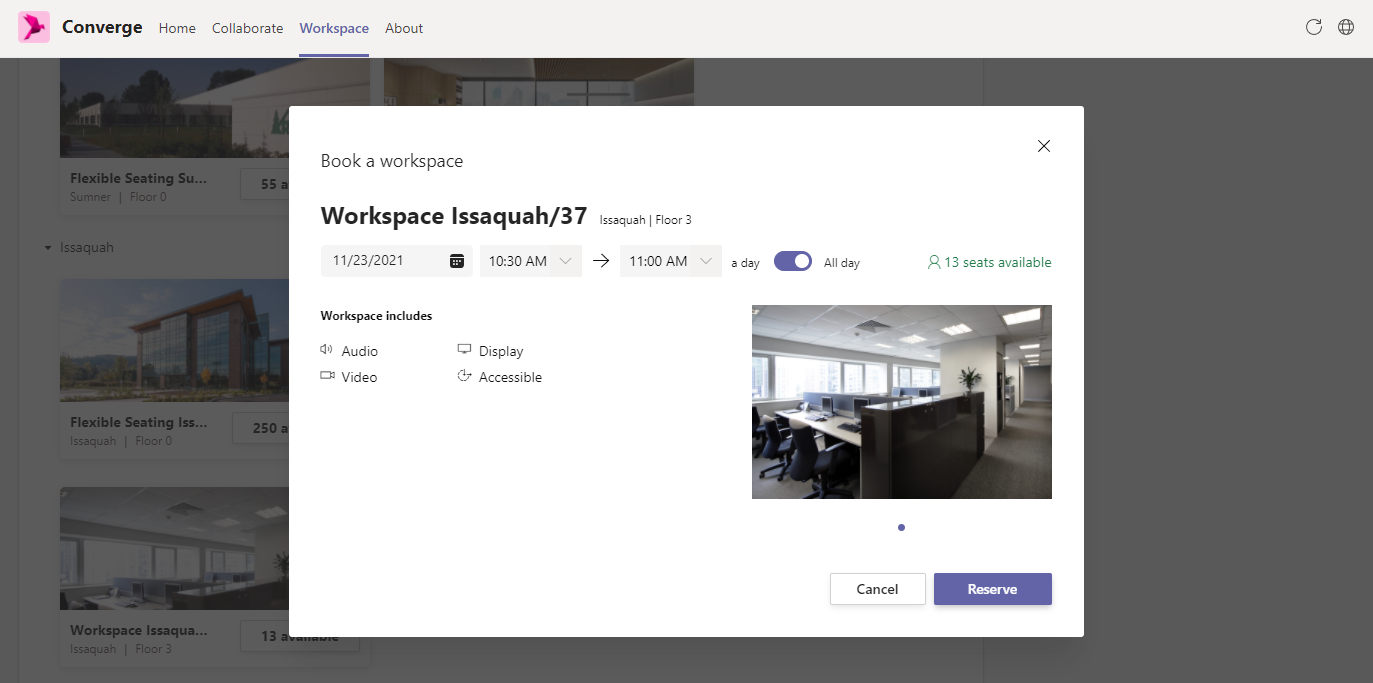 Converge Home Collaborate Workspace About
Flexible Seating Su...
55 a
Sumner | Floor 0
Issaquah
Flexible Seating Iss...
250 a
Issaquah | Floor 0
Workspace Issaqua...
13 available
Issaquah | Floor 3
Book a workspace
Workspace Issaquah/37 Issaquah | Floor 3
11/23/2021 10:30 AM → 11:00 AM a day All day 13 seats available
Workspace includes
Audio Display
Video Accessible
Cancel Reserve